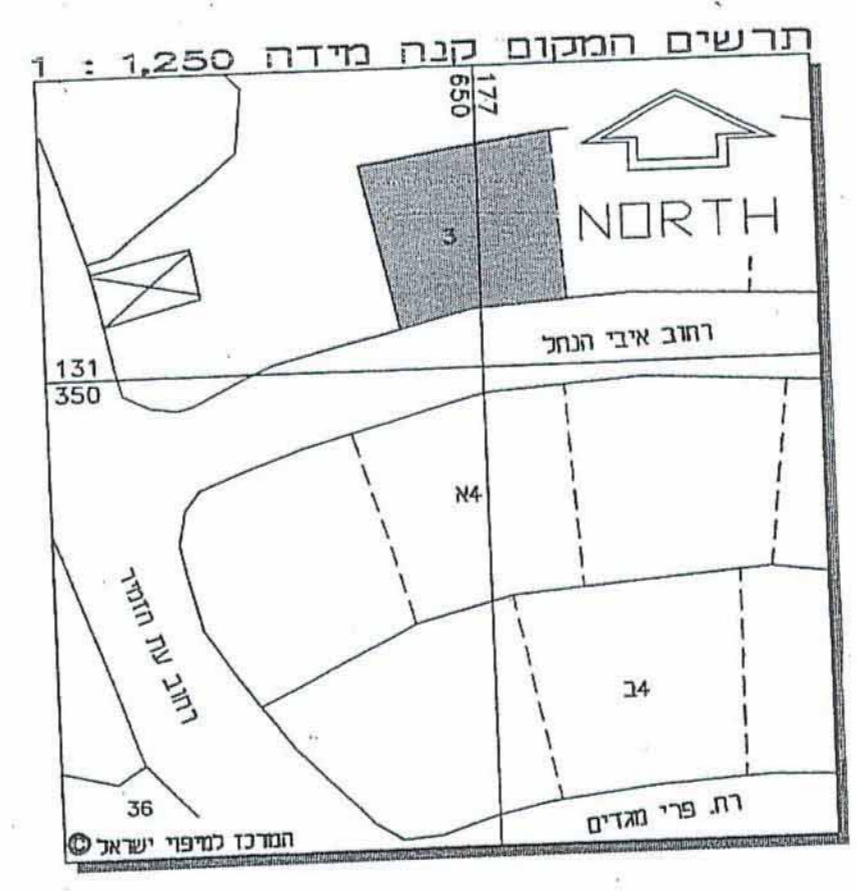 תרשים המקום קנה מידה 1,250 : 1
177
650
NORTH
3
רחוב איבי הנחל
131
350
א4
רחוב עת הזמיר
ב4
36
רח. פרי מגדים
המרכז למיפוי ישראל ©